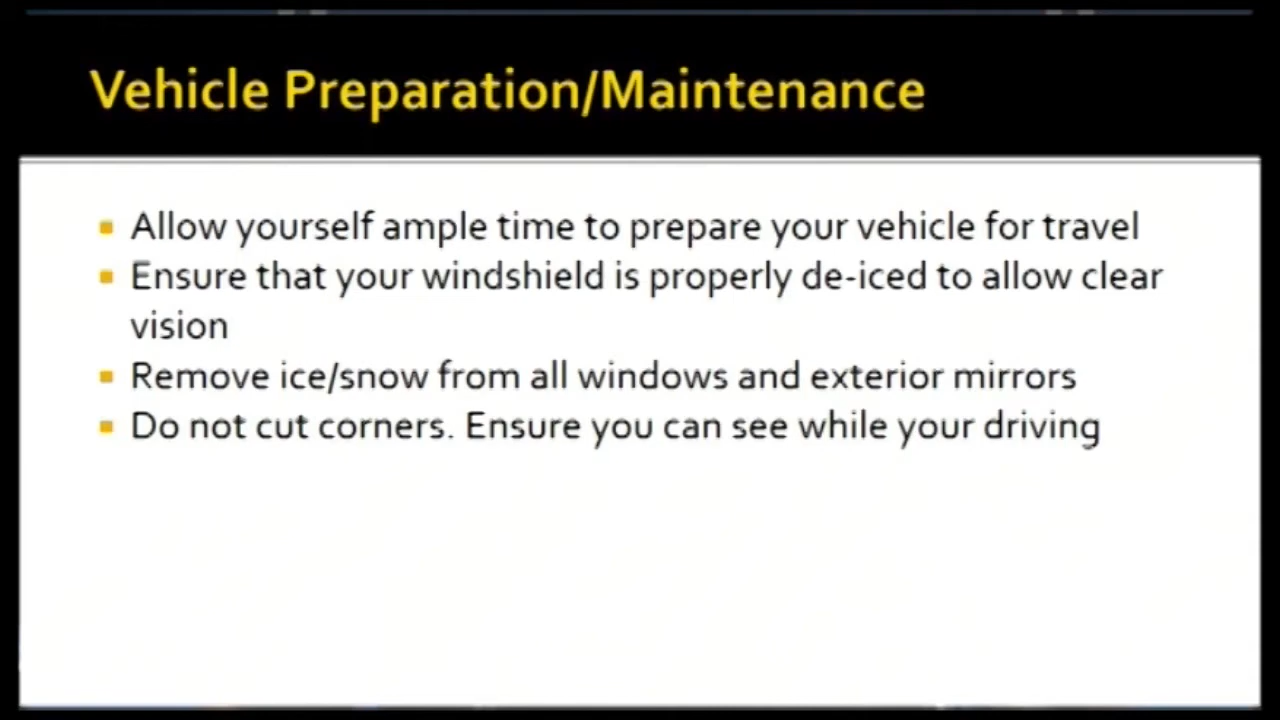 Vehicle Preparation/Maintenance
Allow yourself ample time to prepare your vehicle for travel
Ensure that your windshield is properly de-iced to allow clear
vision
Remove ice/snow from all windows and exterior mirrors
Do not cut corners. Ensure you can see while your driving